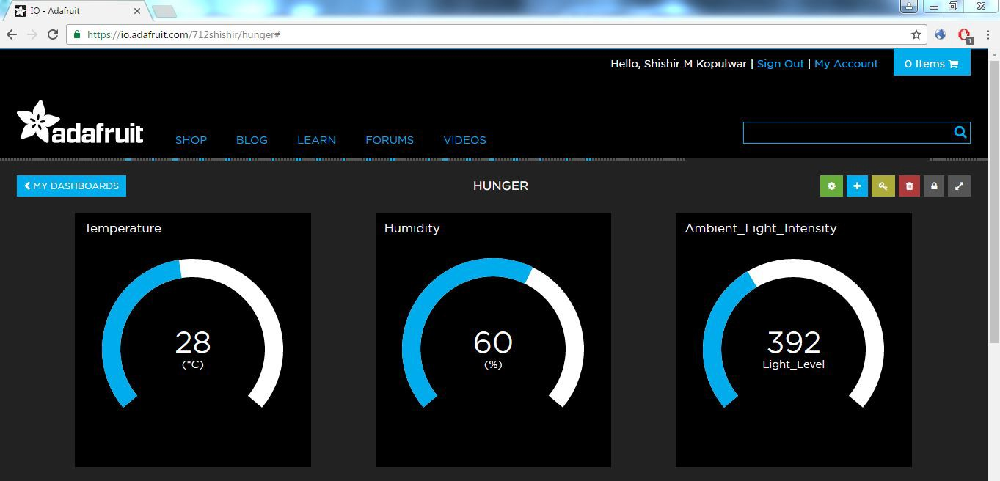 IO - Adafruit
https://io.adafruit.com/712shishir/hunger#
1
Hello, Shishir M Kopulwar | Sign Out | My Account
0 Items
adafruit
SHOP BLOG LEARN FORUMS VIDEOS
MY DASHBOARDS
HUNGER
Temperature
28
(*C)
Humidity
60
(%)
Ambient_Light_Intensity
392
Light_Level